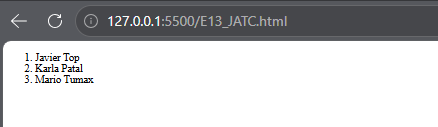 127.0.0.1:5500/E13_JATC.html
1. Javier Top
2. Karla Patal
3. Mario Tumax